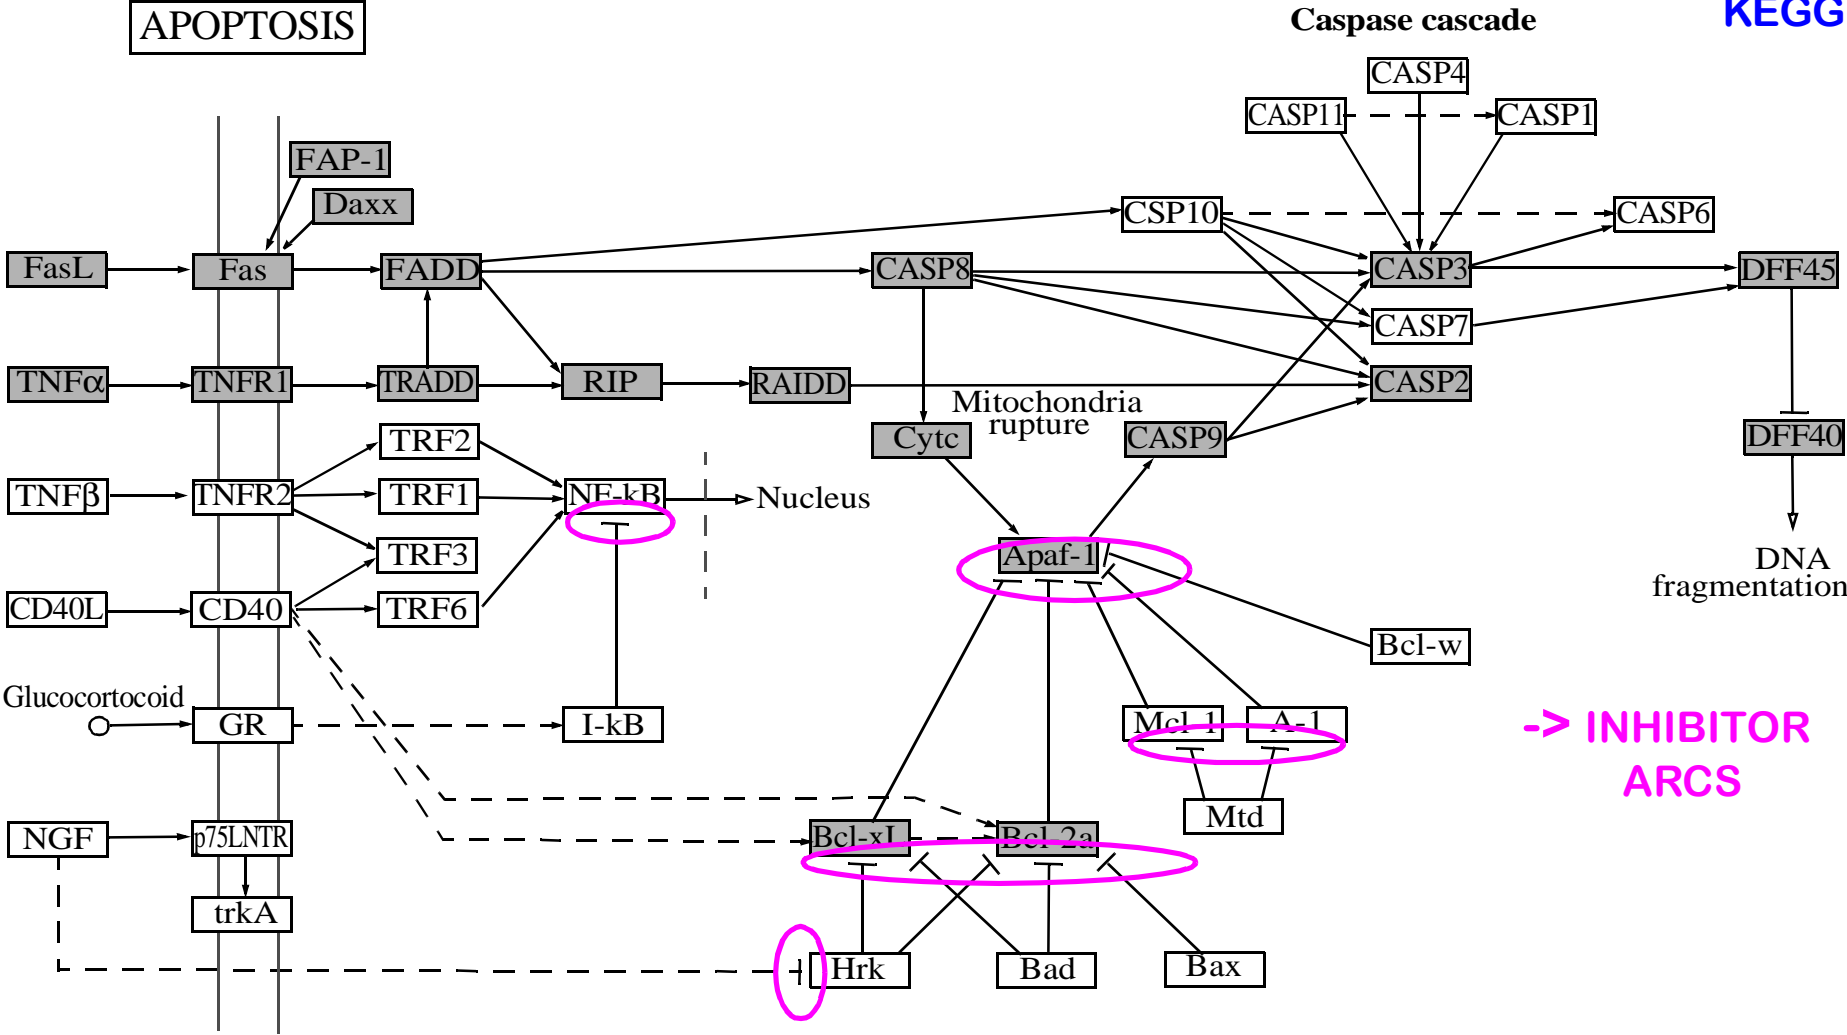 APOPTOSIS
Caspase cascade
KEGG
CASP4
CASP11
CASP1
FAP-1
Daxx
CSP10
CASP6
FasL
Fas
FADD
CASP8
CASP3
DFF45
CASP7
TNFα
TNFR1
TRADD
RIP
RAIDD
CASP2
Mitochondria
rupture
TRF2
Cytc
CASP9
DFF40
TNFβ
TNFR2
TRF1
NF-kB
Nucleus
TRF3
Apaf-1
DNA
fragmentation
CD40L
CD40
TRF6
Bcl-w
Glucocortocoid
GR
I-kB
Mcl-1
A-1
-> INHIBITOR
ARCS
Mtd
NGF
p75LNTR
Bcl-xL
Bcl-2a
trkA
Hrk
Bad
Bax